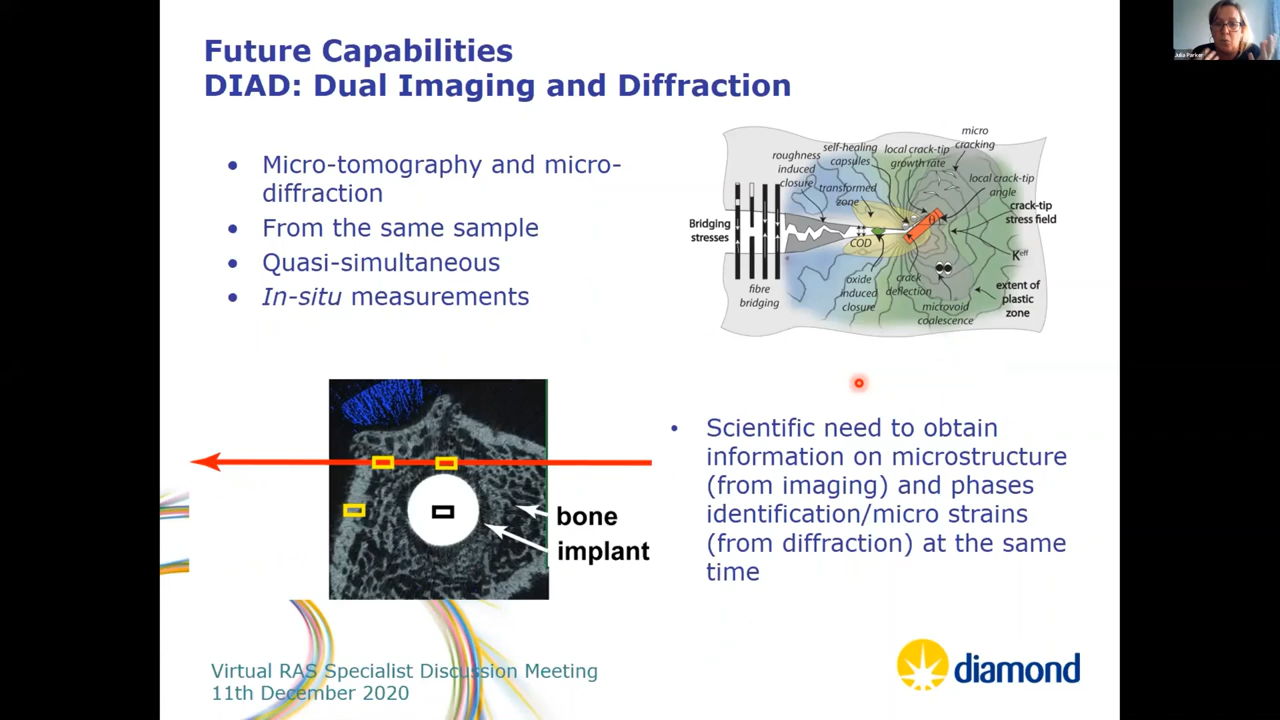 Future Capabilities
DIAD: Dual Imaging and Diffraction
Julia Parker
• Micro-tomography and micro-
diffraction
• From the same sample
• Quasi-simultaneous
• In-situ measurements
micro
cracking
roughness
induced
closure
self-healing
capsules
local crack-tip
growth rate
transformed
zone
local crack-tip
angle
crack-tip
stress field
Bridging
stresses
θ
COD
Keff
fibre
bridging
oxide
induced
closure
crack
deflection
microvoid
coalescence
extent of
plastic
zone
bone
implant
• Scientific need to obtain
information on microstructure
(from imaging) and phases
identification/micro strains
(from diffraction) at the same
time
Virtual RAS Specialist Discussion Meeting
11th December 2020
diamond